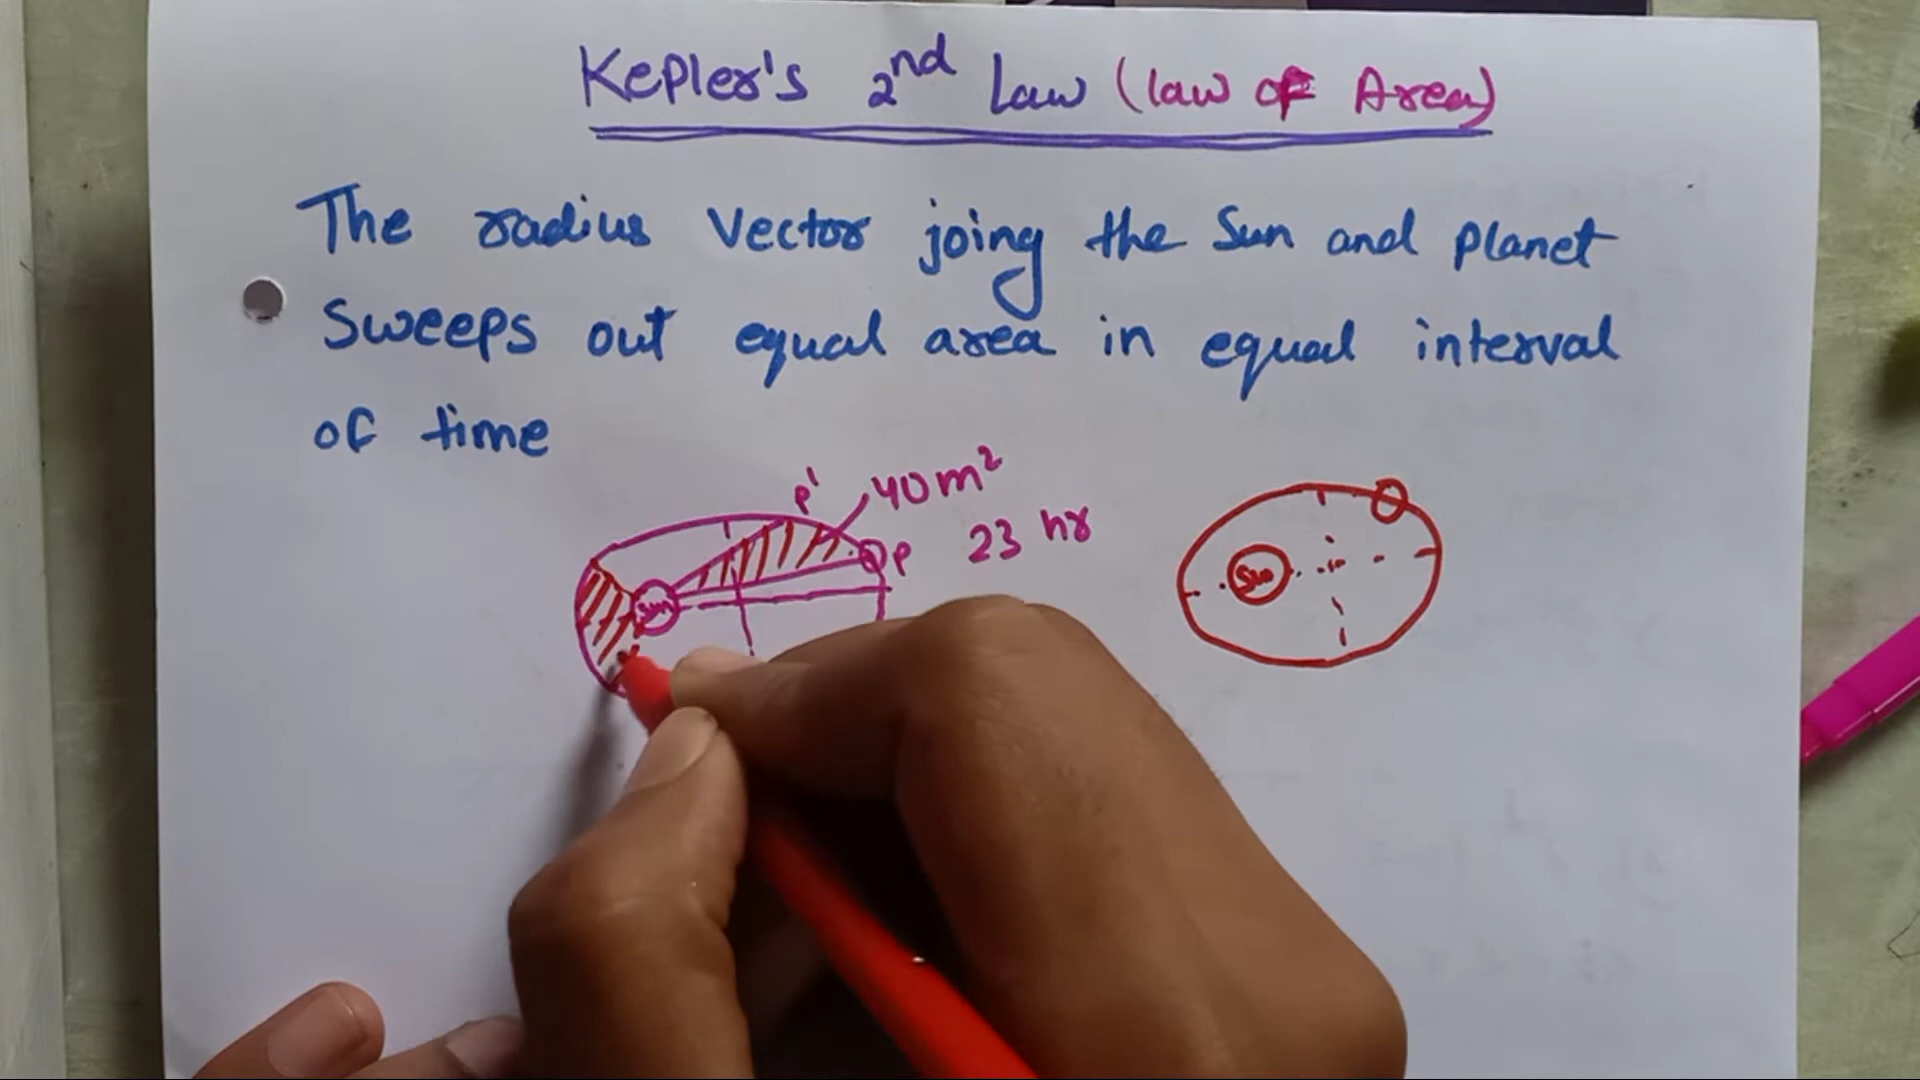 Kepler's 2nd Law (law of Area)
The radius Vector joing the Sun and planet
Sweeps out equal area in equal interval
of time
P' 40m²
P 23 hr
Sun
Sun